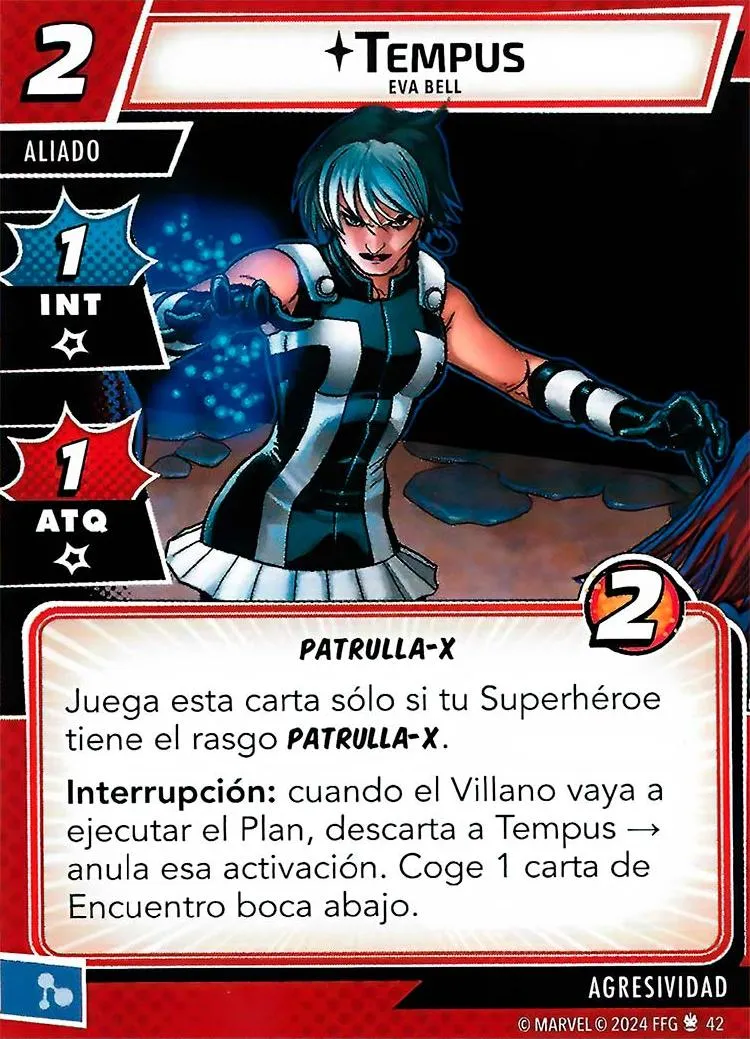 2
TEMPUS
EVA BELL
ALIADO
1
INT
1
ATQ
2
PATRULLA-X
Juega esta carta sólo si tu Superhéroe
tiene el rasgo PATRULLA-X.
Interrupción: cuando el Villano vaya a
ejecutar el Plan, descarta a Tempus →
anula esa activación. Coge 1 carta de
Encuentro boca abajo.
AGRESIVIDAD
© MARVEL © 2024 FFG 42